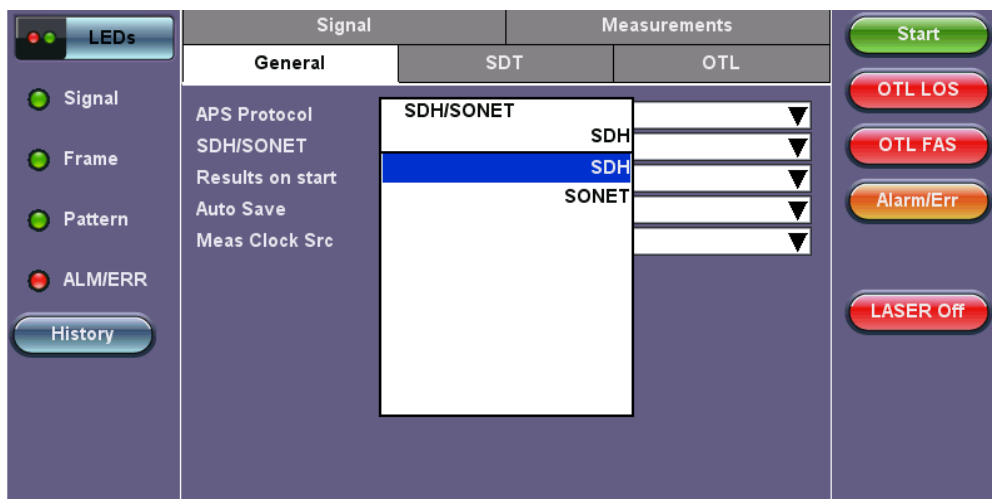 LEDs
Signal
Frame
Pattern
ALM/ERR
History
Signal
Measurements
General
SDT
OTL
APS Protocol
SDH/SONET
Results on start
Auto Save
Meas Clock Src
SDH/SONET
SDH
SDH
SONET
Start
OTL LOS
OTL FAS
Alarm/Err
LASER Off